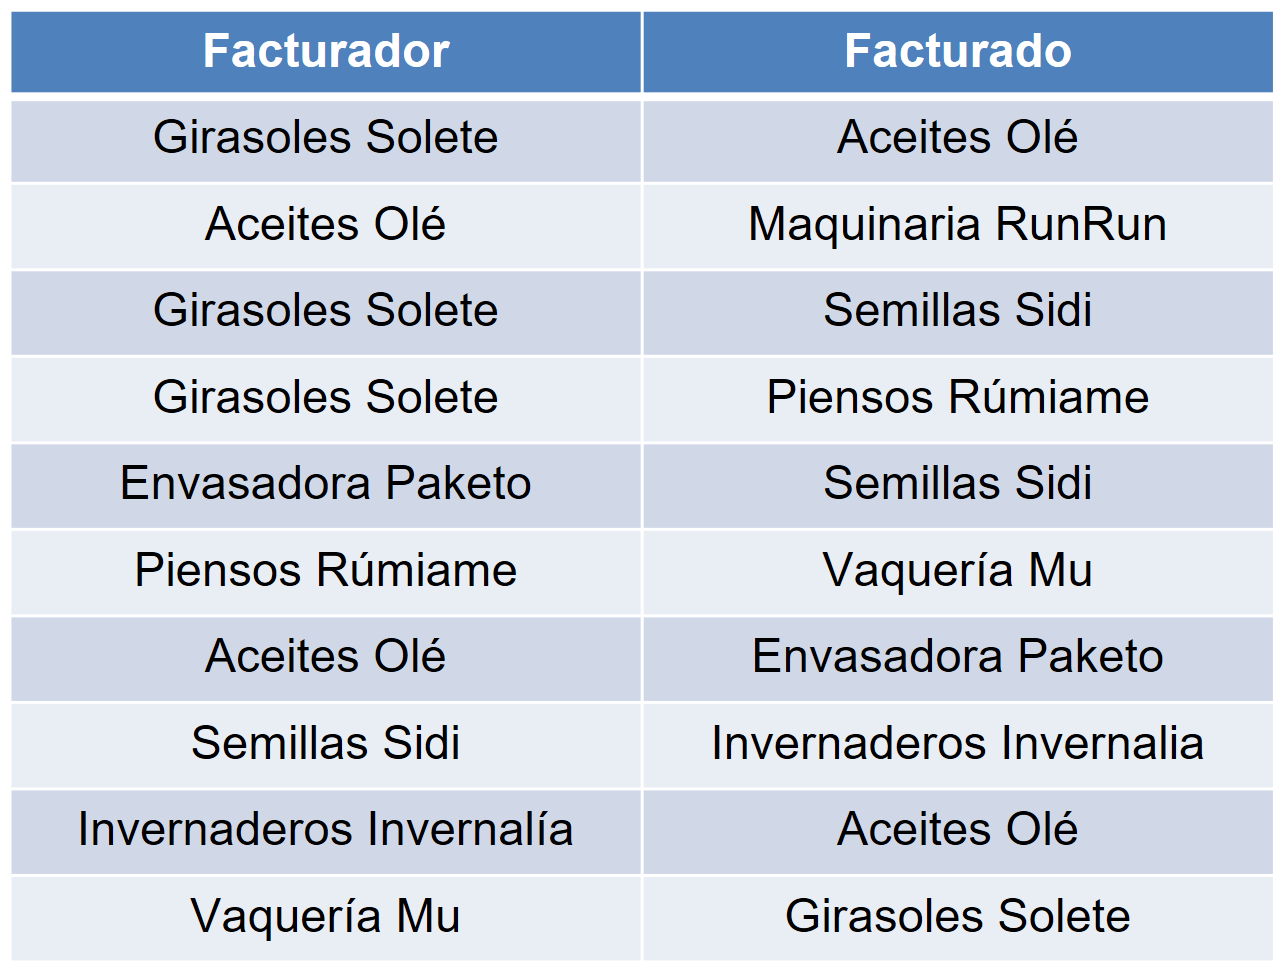 Facturador Facturado
Girasoles Solete Aceites Olé
Aceites Olé Maquinaria RunRun
Girasoles Solete Semillas Sidi
Girasoles Solete Piensos Rúmiame
Envasadora Paketo Semillas Sidi
Piensos Rúmiame Vaquería Mu
Aceites Olé Envasadora Paketo
Semillas Sidi Invernaderos Invernalia
Invernaderos Invernalía Aceites Olé
Vaquería Mu Girasoles Solete